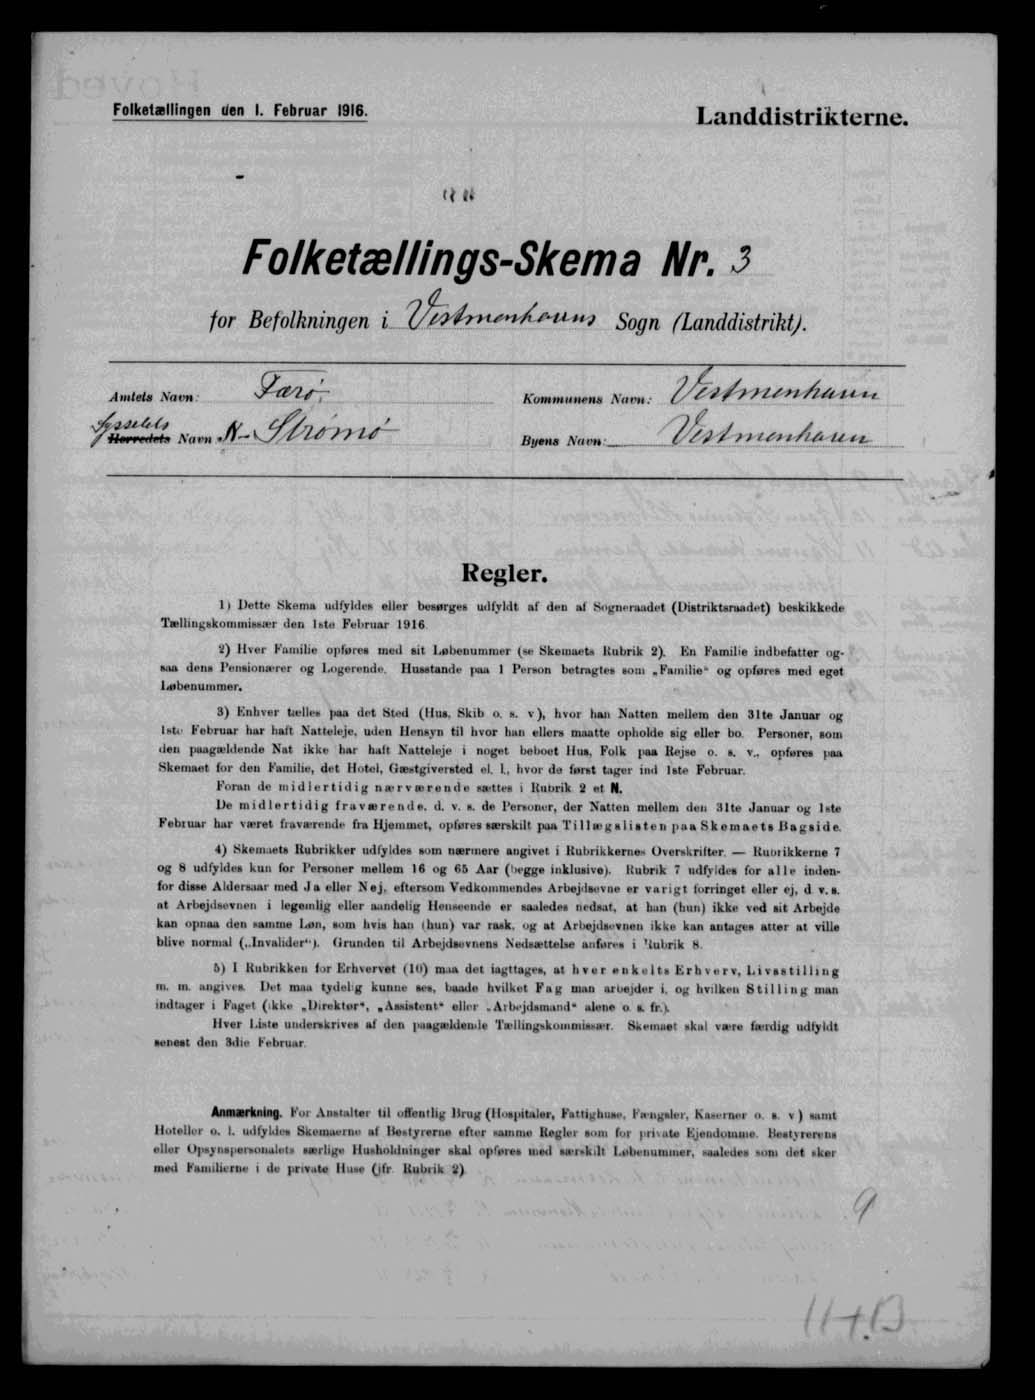 Folketællingen den 1. Februar 1916.
Landdistrikterne.
Folketællings-Skema Nr. 3
for Befolkningen i Vestmenhavns Sogn (Landdistrikt).
Amtets Navn: Færø.
Kommunens Navn: Vestmenhavn
Sysselets
Herredets Navn N. Strømø
Byens Navn: Vestmenhavn
Regler.
1) Dette Skema udfyldes eller besørges udfyldt af den af Sogneraadet (Distriktsraadet) beskikkede
Tællingskommissær den 1ste Februar 1916.
2) Hver Familie opføres med sit Løbenummer (se Skemaets Rubrik 2). En Familie indbefatter og-
saa dens Pensionærer og Logerende. Husstande paa 1 Person betragtes som „Familie“ og opføres med eget
Løbenummer.
3) Enhver tælles paa det Sted (Hus, Skib o. s. v), hvor han Natten mellem den 31te Januar og
1ste Februar har haft Natteleje, uden Hensyn til hvor han ellers maatte opholde sig eller bo. Personer, som
den paagældende Nat ikke har haft Natteleje i noget beboet Hus, Folk paa Rejse o. s. v., opføres paa
Skemaet for den Familie, det Hotel, Gæstgiversted el. l., hvor de først tager ind 1ste Februar.
Foran de midlertidig nærværende sættes i Rubrik 2 et N.
De midlertidig fraværende, d. v. s. de Personer, der Natten mellem den 31te Januar og 1ste
Februar har været fraværende fra Hjemmet, opføres særskilt paa Tillægslisten paa Skemaets Bagside.
4) Skemaets Rubrikker udfyldes som nærmere angivet i Rubrikkernes Overskrifter. — Rubrikkerne 7
og 8 udfyldes kun for Personer mellem 16 og 65 Aar (begge inklusive). Rubrik 7 udfyldes for alle inden-
for disse Aldersaar med Ja eller Nej, eftersom Vedkommendes Arbejdsevne er varigt forringet eller ej, d v. s.
at Arbejdsevnen i legemlig eller aandelig Henseende er saaledes nedsat, at han (hun) ikke ved sit Arbejde
kan opnaa den samme Løn, som hvis han (hun) var rask, og at Arbejdsevnen ikke kan antages atter at ville
blive normal („Invalider“). Grunden til Arbejdsevnens Nedsættelse anføres i Rubrik 8.
5) I Rubrikken for Erhvervet (10) maa det iagttages, at hver enkelts Erhverv, Livsstilling
m. m. angives. Det maa tydelig kunne ses, baade hvilket Fag man arbejder i, og hvilken Stilling man
indtager i Faget (ikke „Direktør“, „Assistent“ eller „Arbejdsmand“ alene o. s. fr.).
Hver Liste underskrives af den paagældende Tællingskommissær. Skemaet skal være færdig udfyldt
senest den 3die Februar.
Anmærkning. For Anstalter til offentlig Brug (Hospitaler, Fattighuse, Fængsler, Kaserner o. s. v) samt
Hoteller o. l. udfyldes Skemaerne af Bestyrerne efter samme Regler som for private Ejendomme. Bestyrerens
eller Opsynspersonalets særlige Husholdninger skal opføres med særskilt Løbenummer, saaledes som det sker
med Familierne i de private Huse (jfr. Rubrik 2).
9